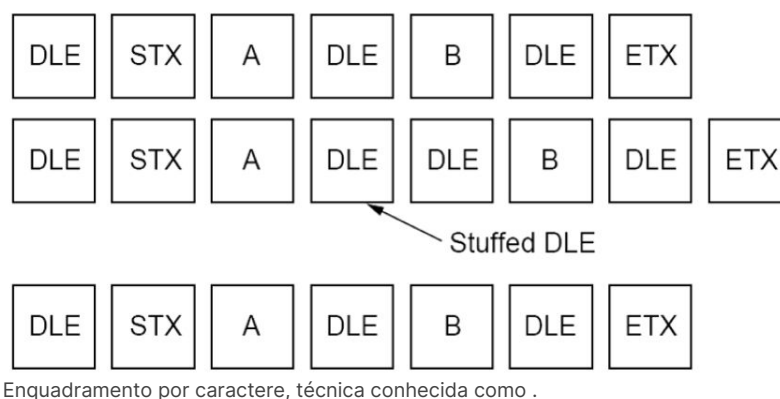 DLE STX A DLE B DLE ETX
DLE STX A DLE DLE B DLE ETX
Stuffed DLE
DLE STX A DLE B DLE ETX
Enquadramento por caractere, técnica conhecida como .